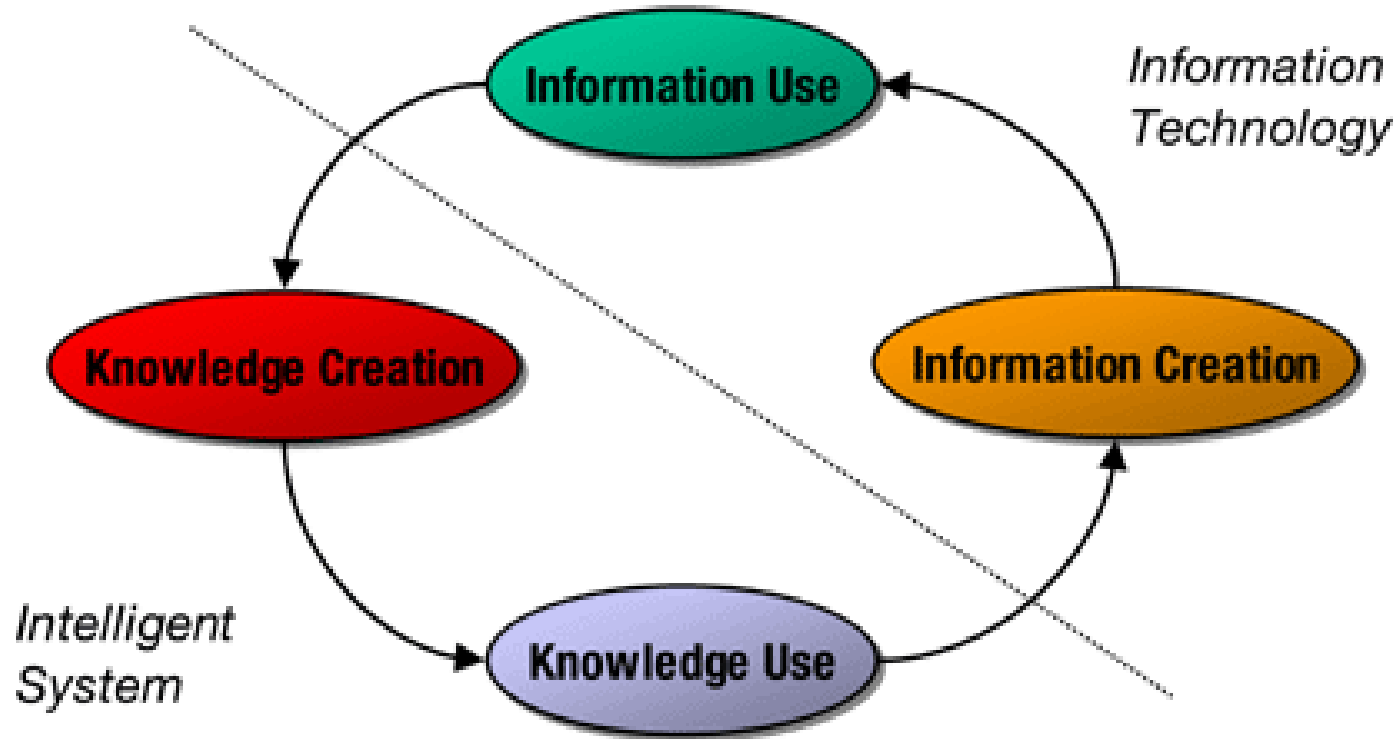 Information Use
Information
Technology
Knowledge Creation
Information Creation
Intelligent
System
Knowledge Use